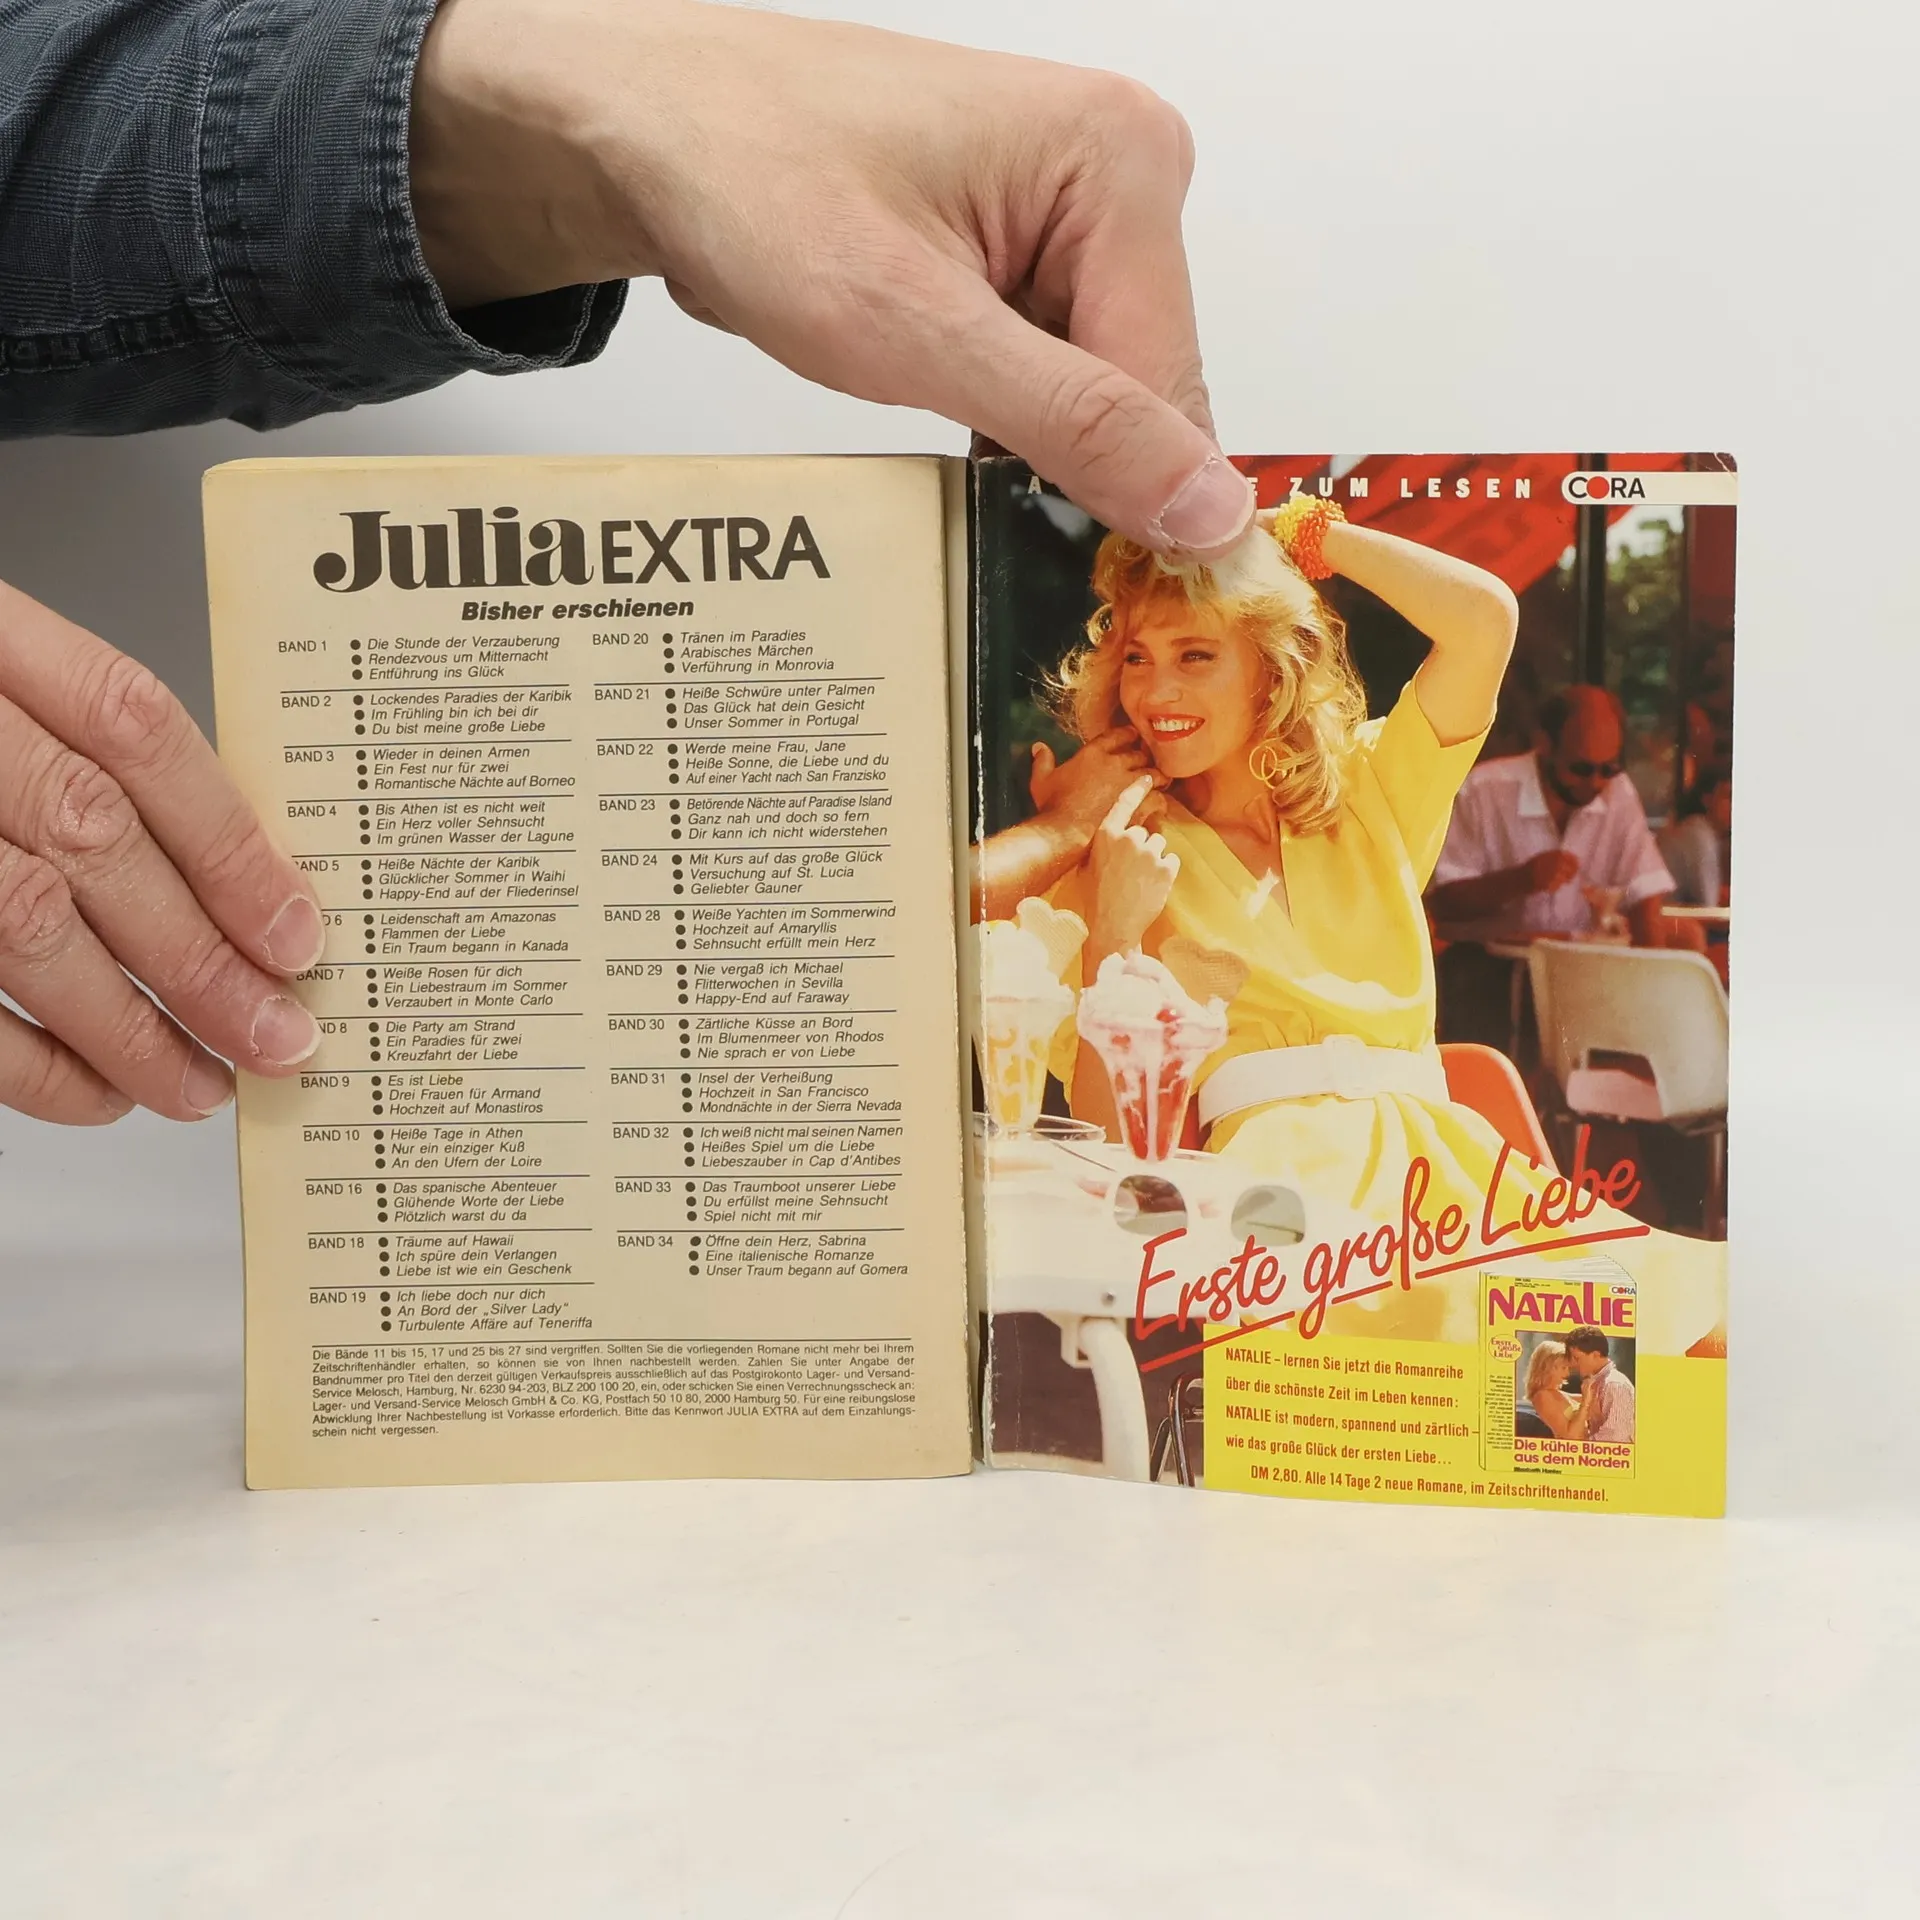 Julia EXTRA
Bisher erschienen
BAND 1
● Die Stunde der Verzauberung
● Rendezvous um Mitternacht
● Entführung ins Glück
BAND 2
● Lockendes Paradies der Karibik
● Im Frühling bin ich bei dir
● Du bist meine große Liebe
BAND 3
● Wieder in deinen Armen
● Ein Fest nur für zwei
● Romantische Nächte auf Borneo
BAND 4
● Bis Athen ist es nicht weit
● Ein Herz voller Sehnsucht
● Im grünen Wasser der Lagune
AND 5
● Heiße Nächte der Karibik
● Glücklicher Sommer in Waihi
● Happy-End auf der Fliederinsel
D 6
● Leidenschaft am Amazonas
● Flammen der Liebe
● Ein Traum begann in Kanada
AND 7
● Weiße Rosen für dich
● Ein Liebestraum im Sommer
● Verzaubert in Monte Carlo
ND 8
● Die Party am Strand
● Ein Paradies für zwei
● Kreuzfahrt der Liebe
BAND 9
● Es ist Liebe
● Drei Frauen für Armand
● Hochzeit auf Monastiros
BAND 10
● Heiße Tage in Athen
● Nur ein einziger Kuß
● An den Ufern der Loire
BAND 16
● Das spanische Abenteuer
● Glühende Worte der Liebe
● Plötzlich warst du da
BAND 18
● Träume auf Hawaii
● Ich spüre dein Verlangen
● Liebe ist wie ein Geschenk
BAND 19
● Ich liebe doch nur dich
● An Bord der „Silver Lady"
● Turbulente Affäre auf Teneriffa
BAND 20
● Tränen im Paradies
● Arabisches Märchen
● Verführung in Monrovia
BAND 21
● Heiße Schwüre unter Palmen
● Das Glück hat dein Gesicht
● Unser Sommer in Portugal
BAND 22
● Werde meine Frau, Jane
● Heiße Sonne, die Liebe und du
● Auf einer Yacht nach San Franzisko
BAND 23
● Betörende Nächte auf Paradise Island
● Ganz nah und doch so fern
● Dir kann ich nicht widerstehen
BAND 24
● Mit Kurs auf das große Glück
● Versuchung auf St. Lucia
● Geliebter Gauner
BAND 28
● Weiße Yachten im Sommerwind
● Hochzeit auf Amaryllis
● Sehnsucht erfüllt mein Herz
BAND 29
● Nie vergaß ich Michael
● Flitterwochen in Sevilla
● Happy-End auf Faraway
BAND 30
● Zärtliche Küsse an Bord
● Im Blumenmeer von Rhodos
● Nie sprach er von Liebe
BAND 31
● Insel der Verheißung
● Hochzeit in San Francisco
● Mondnächte in der Sierra Nevada
BAND 32
● Ich weiß nicht mal seinen Namen
● Heißes Spiel um die Liebe
● Liebeszauber in Cap d'Antibes
BAND 33
● Das Traumboot unserer Liebe
● Du erfüllst meine Sehnsucht
● Spiel nicht mit mir
BAND 34
● Öffne dein Herz, Sabrina
● Eine italienische Romanze
● Unser Traum begann auf Gomera
Die Bände 11 bis 15, 17 und 25 bis 27 sind vergriffen. Sollten Sie die vorliegenden Romane nicht mehr bei Ihrem
Zeitschriftenhändler erhalten, so können sie von Ihnen nachbestellt werden. Zahlen Sie unter Angabe der
Bandnummer pro Titel den derzeit gültigen Verkaufspreis ausschließlich auf das Postgirokonto Lager- und Versand-
Service Melosch, Hamburg, Nr. 6230 94-203, BLZ 200 100 20, ein, oder schicken Sie einen Verrechnungsscheck an:
Lager- und Versand-Service Melosch GmbH & Co. KG, Postfach 50 10 80, 2000 Hamburg 50. Für eine reibungslose
Abwicklung Ihrer Nachbestellung ist Vorkasse erforderlich. Bitte das Kennwort JULIA EXTRA auf dem Einzahlungs-
schein nicht vergessen.
A E ZUM LESEN CORA
Erste große Liebe
NATALIE – lernen Sie jetzt die Romanreihe
über die schönste Zeit im Leben kennen:
NATALIE ist modern, spannend und zärtlich –
wie das große Glück der ersten Liebe...
DM 2,80. Alle 14 Tage 2 neue Romane, im Zeitschriftenhandel.
CORA
NATALIE
Erste große Liebe
Die kühle Blonde
aus dem Norden